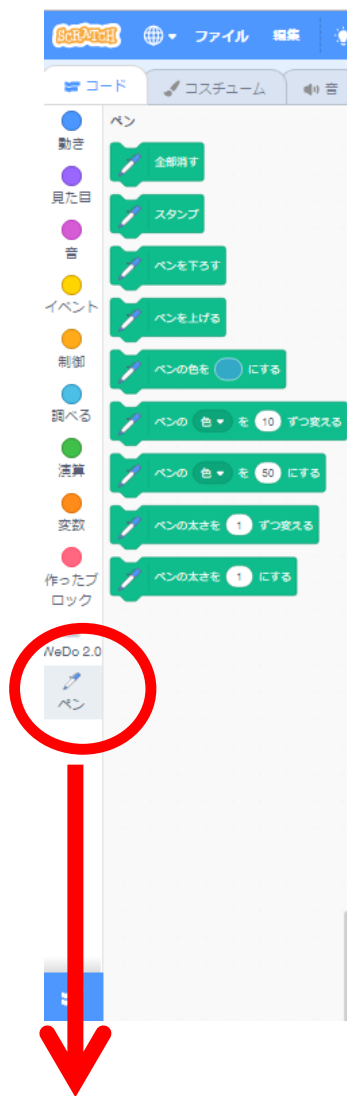 SCRATCH ファイル 編集
コード コスチューム 音
動き
見た目
音
イベント
制御
調べる
演算
変数
作ったブ
ロック
WeDo 2.0
ペン
ペン
全部消す
スタンプ
ペンを下ろす
ペンを上げる
ペンの色を にする
ペンの 色 を 10 ずつ変える
ペンの 色 を 50 にする
ペンの太さを 1 ずつ変える
ペンの太さを 1 にする